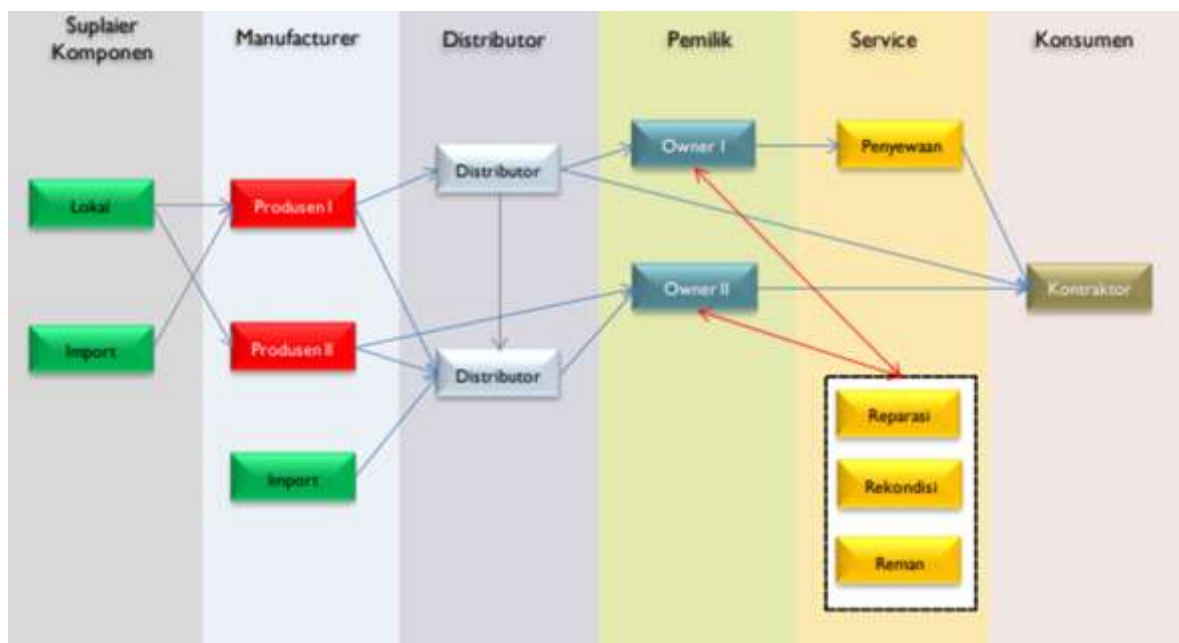 Suplaier
Komponen
Manufacturer
Distributor
Pemilik
Service
Konsumen
Lokal
Import
Produsen I
Produsen II
Import
Distributor
Distributor
Owner I
Owner II
Penyewaan
Reparasi
Rekondisi
Reman
Kontraktor